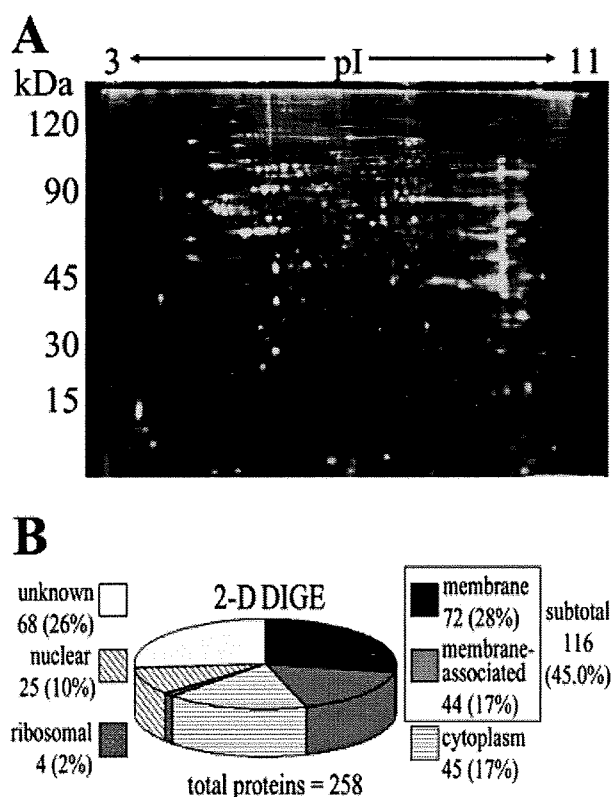 A
3 pI 11
kDa
120
90
45
30
15
B
2-D DIGE
unknown
68 (26%)
nuclear
25 (10%)
ribosomal
4 (2%)
membrane
72 (28%)
membrane-
associated
44 (17%)
subtotal
116
(45.0%)
cytoplasm
45 (17%)
total proteins = 258